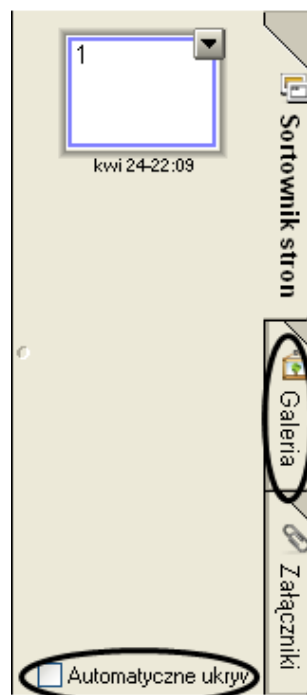 1
kwi 24-22:09
Sortownik stron
Galeria
Załączniki
Automatyczne ukryw